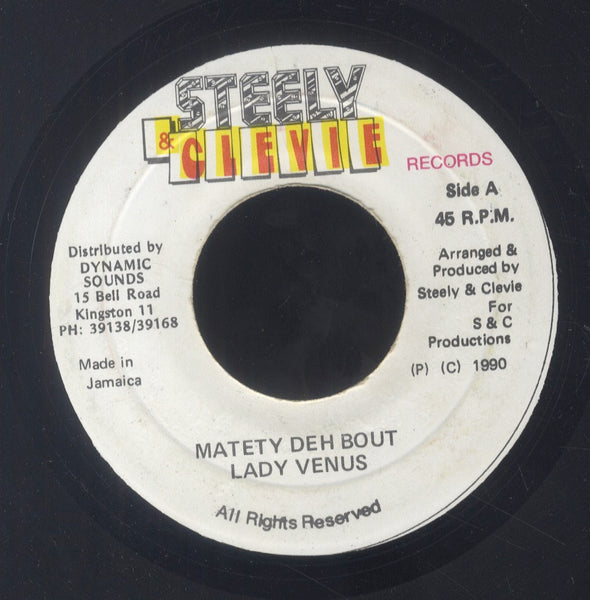 STEELY
& CLEVIE
RECORDS
Side A
45 R.P.M.
Distributed by
DYNAMIC
SOUNDS
15 Bell Road
Kingston 11
PH: 39138/39168
Made in
Jamaica
Arranged &
Produced by
Steely & Clevie
For
S & C
Productions
(P) (C) 1990
MATETY DEH BOUT
LADY VENUS
All Rights Reserved